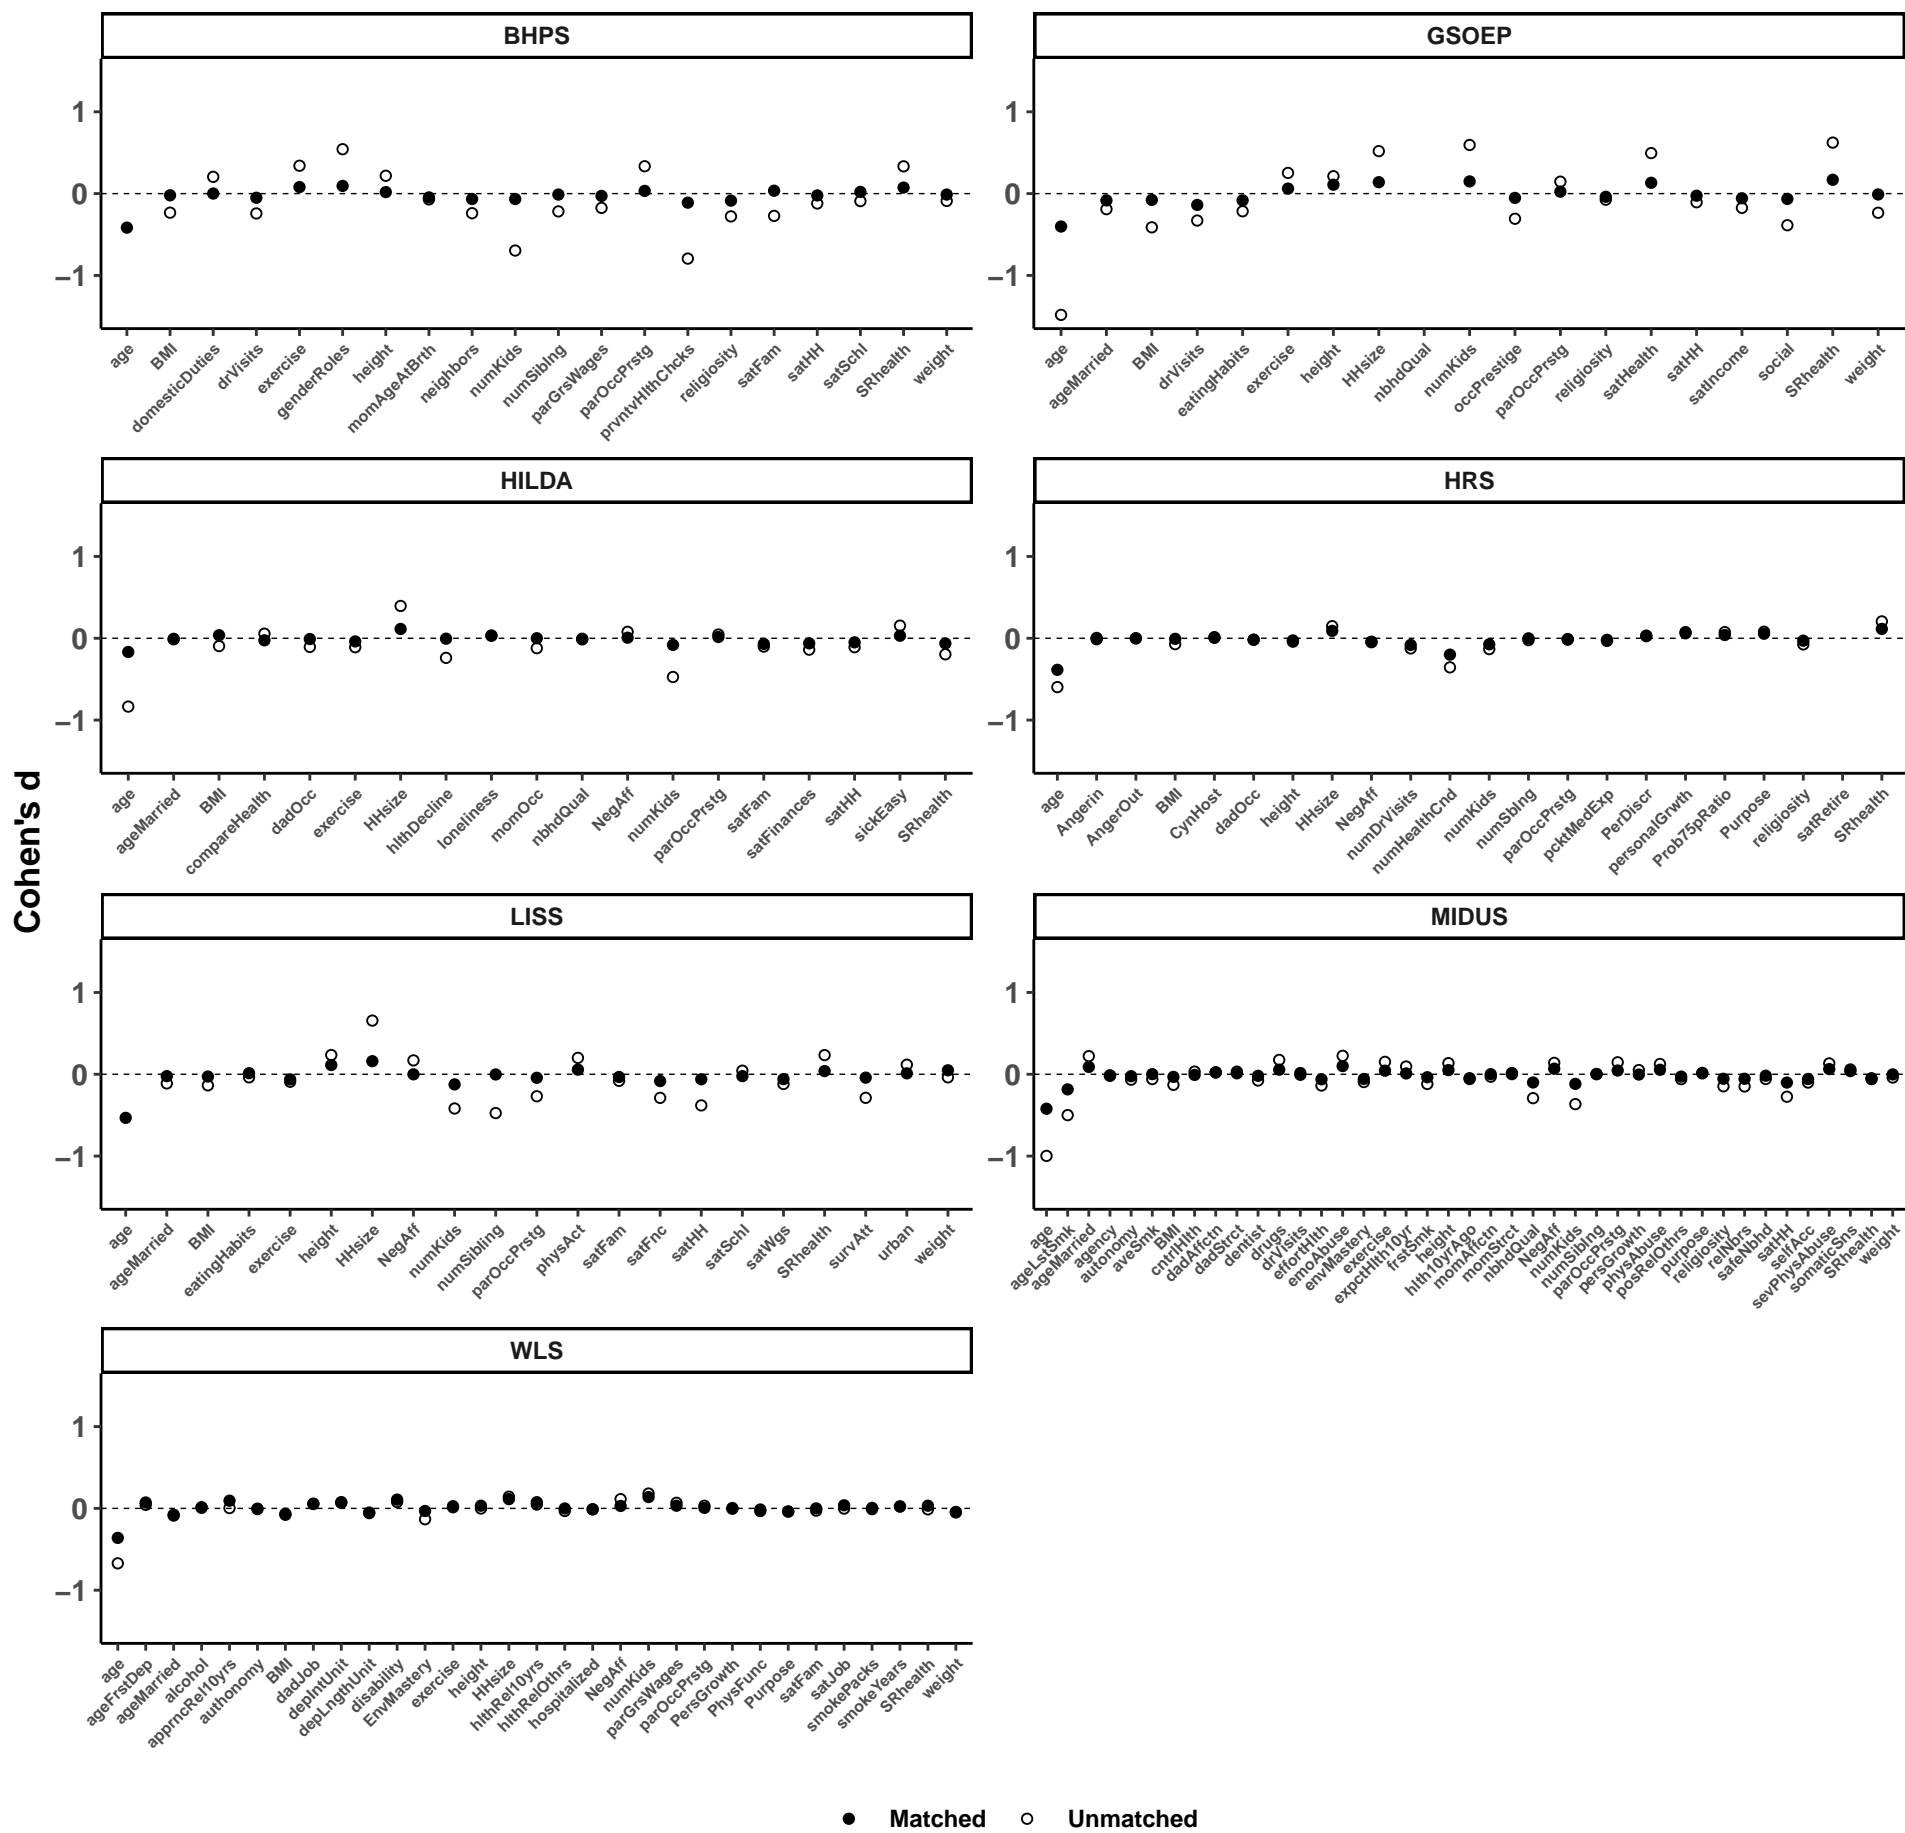 BHPS
GSOEP
1
0
−1
1
0
−1
age
BMI
domesticDuties
drVisits
exercise
genderRoles
height
momAgeAtBrth
neighbors
numKids
numSiblng
parGrsWages
parOccPrstg
prvntvHlthChcks
religiosity
satFam
satHH
satSchl
SRhealth
weight
age
ageMarried
BMI
drVisits
eatingHabits
exercise
height
HHsize
nbhdQual
numKids
occPrestige
parOccPrstg
religiosity
satHealth
satHH
satIncome
social
SRhealth
weight
HILDA
HRS
1
0
−1
1
0
−1
age
ageMarried
BMI
compareHealth
dadOcc
exercise
HHsize
hlthDecline
loneliness
momOcc
nbhdQual
NegAff
numKids
parOccPrstg
satFam
satFinances
satHH
sickEasy
SRhealth
age
Angerin
AngerOut
BMI
CynHost
dadOcc
height
HHsize
NegAff
numDrVisits
numHealthCnd
numKids
numSbIng
parOccPrstg
pcktMedExp
PerDiscr
personalGrwth
Prob75pRatio
Purpose
religiosity
satRetire
SRhealth
Cohen's d
LISS
MIDUS
1
0
−1
1
0
−1
age
ageMarried
BMI
eatingHabits
exercise
height
HHsize
NegAff
numKids
numSibling
parOccPrstg
physAct
satFam
satFnc
satHH
satSchl
satWgs
SRhealth
survAtt
urban
weight
age
ageLstSmk
ageMarried
agency
autonomy
aveSmk
BMI
cntrlHlth
dadAffctn
dadStrct
dentist
drugs
drVisits
effortHlth
emoAbuse
envMastery
exercise
expctHlth10yr
frstSmk
height
hlth10yrAgo
momAffctn
momStrct
nbhdQual
NegAff
numKids
numSiblng
parOccPrstg
persGrowth
physAbuse
posRelOthrs
purpose
religiosity
relNbrs
safeNbhd
satHH
selfAcc
sevPhysAbuse
somaticSns
SRhealth
weight
WLS
1
0
−1
age
ageFrstDep
ageMarried
alcohol
apprncRel10yrs
authonomy
BMI
dadJob
depIntUnit
depLngthUnit
disability
EnvMastery
exercise
height
HHsize
hlthRel10yrs
hlthRelOthrs
hospitalized
NegAff
numKids
parGrsWages
parOccPrstg
PersGrowth
PhysFunc
Purpose
satFam
satJob
smokePacks
smokeYears
SRhealth
weight
Matched
Unmatched